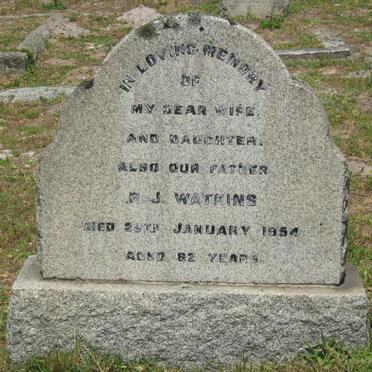 IN LOVING MEMORY
OF
MY DEAR WIFE,
AND DAUGHTER.
ALSO OUR FATHER
J. WATKINS
DIED JANUARY 1954
AGED 82 YEARS